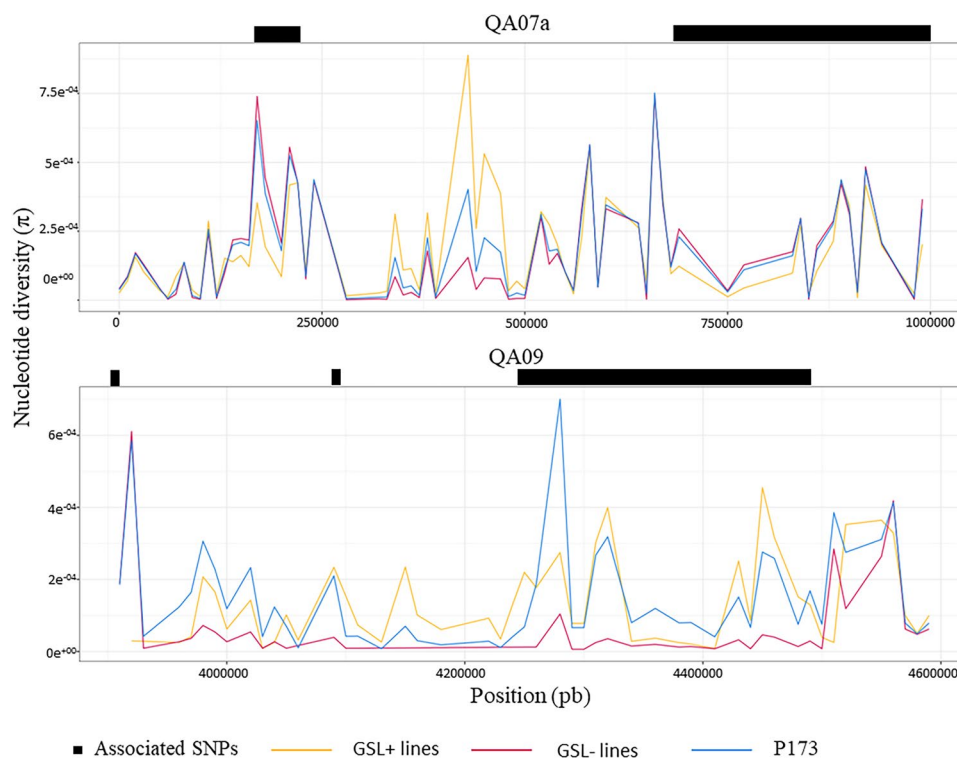 QA07a
7.5e-04
5e-04
2.5e-04
0e+00
0 250000 500000 750000 1000000
Nucleotide diversity (π)
QA09
6e-04
4e-04
2e-04
0e+00
4000000 4200000 4400000 4600000
Position (pb)
Associated SNPs GSL+ lines GSL- lines P173